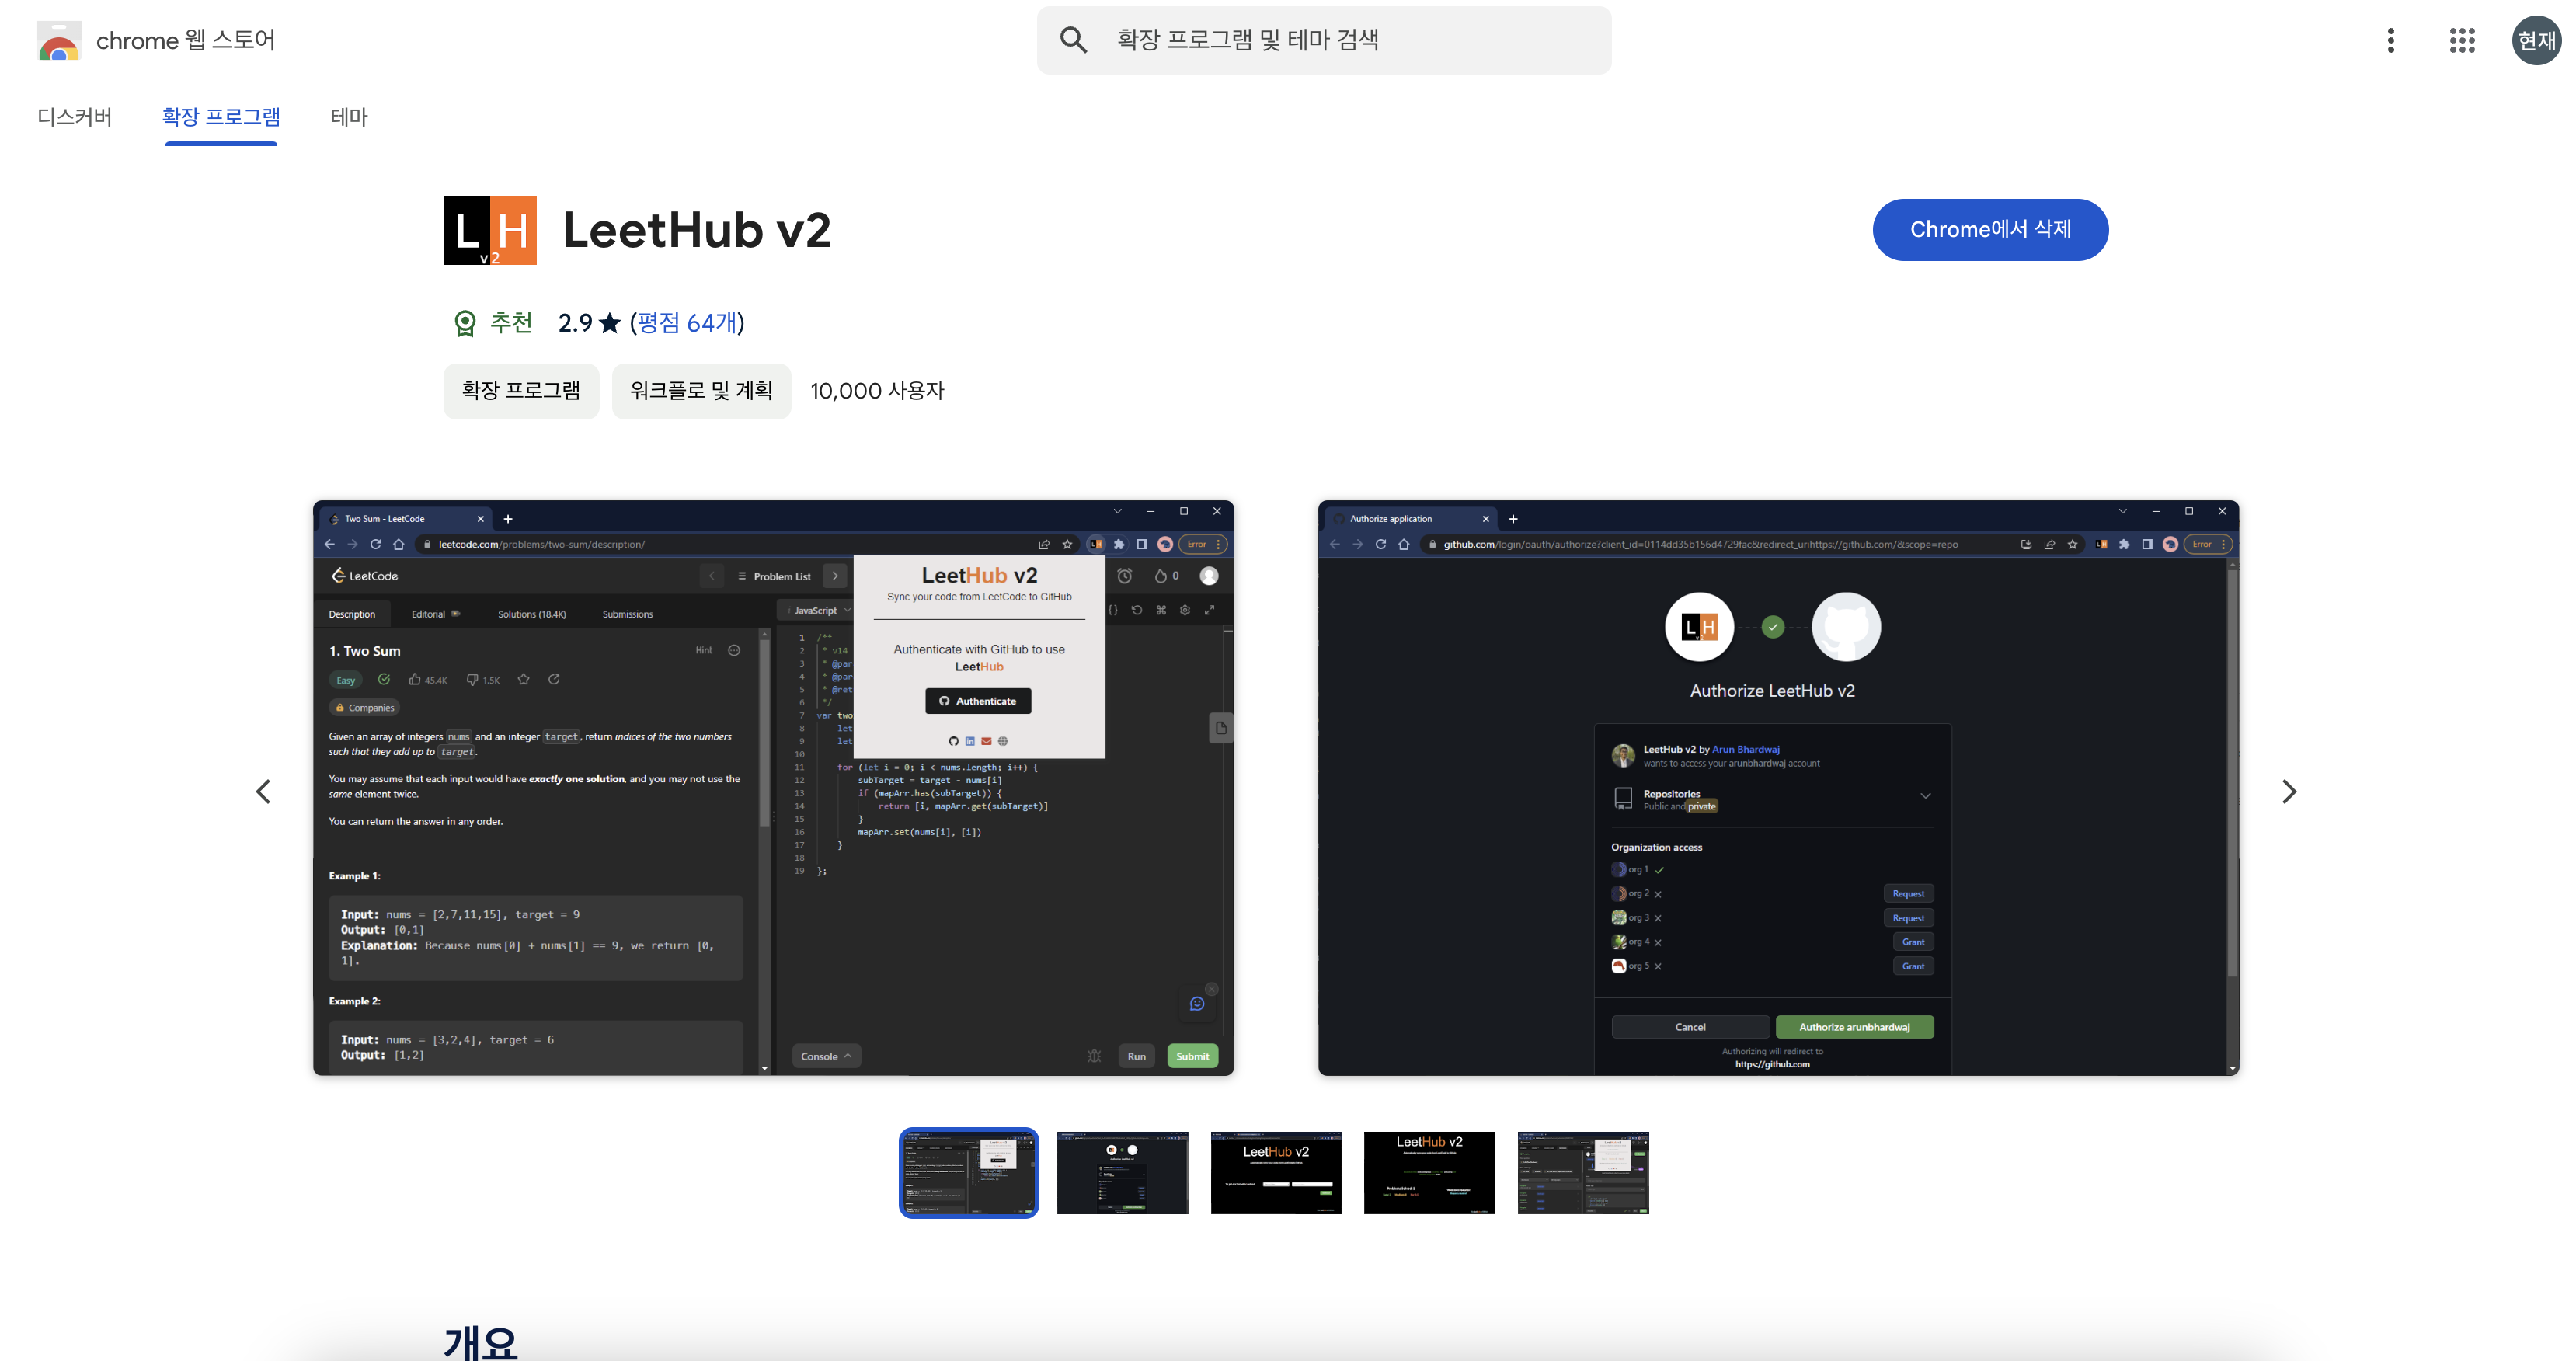 chrome 웹 스토어
확장 프로그램 및 테마 검색
현재
디스커버
확장 프로그램
테마
LH
v2
LeetHub v2
Chrome에서 삭제
추천 2.9 ★ (평점 64개)
확장 프로그램
워크플로 및 계획
10,000 사용자
Two Sum - LeetCode
leetcode.com/problems/two-sum/description/
Error
LeetCode
Problem List
0
Description
Editorial
Solutions (18.4K)
Submissions
1. Two Sum
Hint
Easy
45.4K
1.5K
Companies
Given an array of integers nums and an integer target, return indices of the two numbers
such that they add up to target.
You may assume that each input would have exactly one solution, and you may not use the
same element twice.
You can return the answer in any order.
Example 1:
Input: nums = [2,7,11,15], target = 9
Output: [0,1]
Explanation: Because nums[0] + nums[1] == 9, we return [0,
1].
Example 2:
Input: nums = [3,2,4], target = 6
Output: [1,2]
i JavaScript
{}
LeetHub v2
Sync your code from LeetCode to GitHub
Authenticate with GitHub to use
LeetHub
Authenticate
1 /**
2 * v14
3 * @par
4 * @par
5 * @ret
6 */
7 var two
8 let
9 let
10
11 for (let i = 0; i < nums.length; i++) {
12 subTarget = target - nums[i]
13 if (mapArr.has(subTarget)) {
14 return [i, mapArr.get(subTarget)]
15 }
16 mapArr.set(nums[i], [i])
17 }
18
19 };
Console
Run
Submit
Authorize application
github.com/login/oauth/authorize?client_id=0114dd35b156d4729fac&redirect_urihttps://github.com/&scope=repo
Error
LH
Authorize LeetHub v2
LeetHub v2 by Arun Bhardwaj
wants to access your arunbhardwaj account
Repositories
Public and private
Organization access
org 1
org 2 Request
org 3 Request
org 4 Grant
org 5 Grant
Cancel
Authorize arunbhardwaj
Authorizing will redirect to
https://github.com
LeetHub v2
LeetHub v2
개요